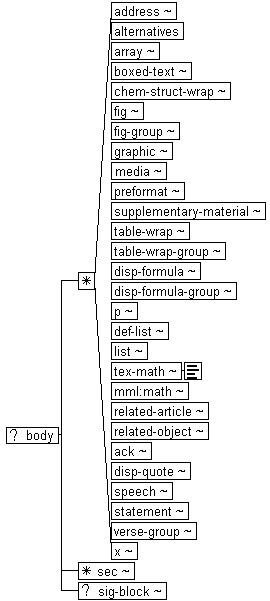 address ~
alternatives
array ~
boxed-text ~
chem-struct-wrap ~
fig ~
fig-group ~
graphic ~
media ~
preformat ~
supplementary-material ~
table-wrap ~
table-wrap-group ~
disp-formula ~
disp-formula-group ~
*
p ~
def-list ~
list ~
tex-math ~
mml:math ~
related-article ~
related-object ~
? body
ack ~
disp-quote ~
speech ~
statement ~
verse-group ~
x ~
* sec ~
? sig-block ~